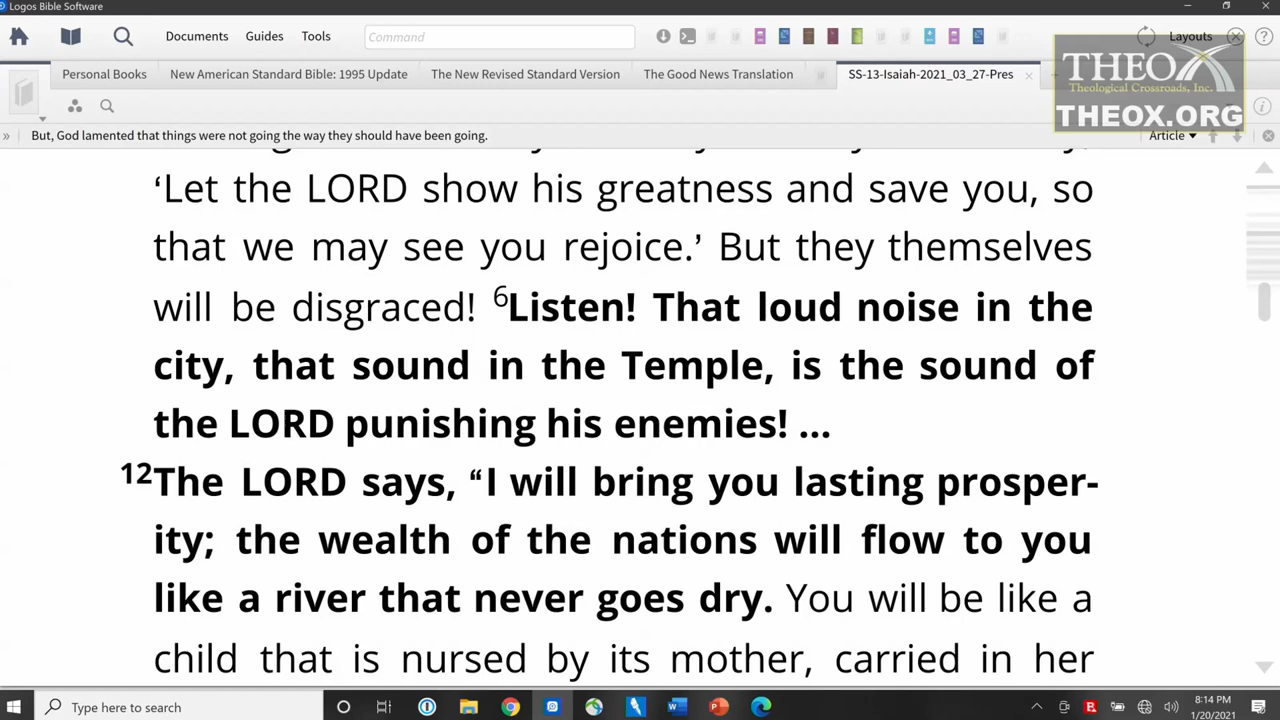 Logos Bible Software
Documents Guides Tools Command Layouts
Personal Books New American Standard Bible: 1995 Update The New Revised Standard Version The Good News Translation SS-13-Isaiah-2021_03_27-Pres
THEOX
Theological Crossroads, Inc.
THEOX.ORG
But, God lamented that things were not going the way they should have been going. Article
‘Let the LORD show his greatness and save you, so
that we may see you rejoice.’ But they themselves
will be disgraced! 6Listen! That loud noise in the
city, that sound in the Temple, is the sound of
the LORD punishing his enemies! ...
12The LORD says, “I will bring you lasting prosper-
ity; the wealth of the nations will flow to you
like a river that never goes dry. You will be like a
child that is nursed by its mother, carried in her
Type here to search
8:14 PM
1/20/2021